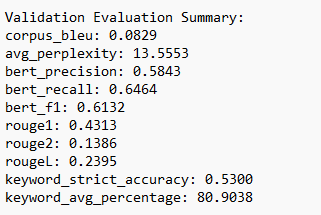 Validation Evaluation Summary:
corpus_bleu: 0.0829
avg_perplexity: 13.5553
bert_precision: 0.5843
bert_recall: 0.6464
bert_f1: 0.6132
rouge1: 0.4313
rouge2: 0.1386
rougeL: 0.2395
keyword_strict_accuracy: 0.5300
keyword_avg_percentage: 80.9038